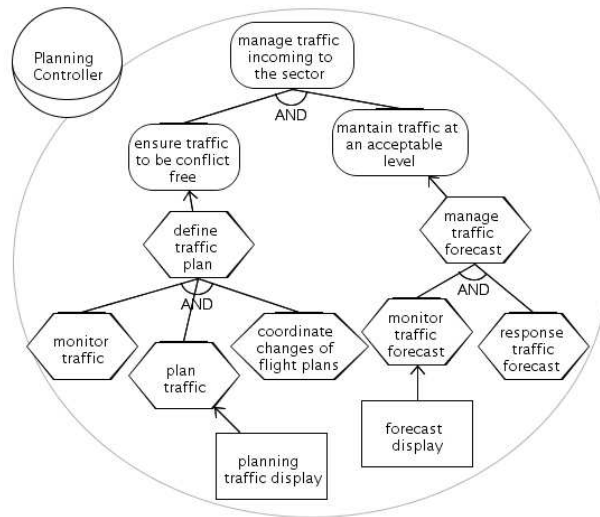 Planning
Controller
manage traffic
incoming to
the sector
AND
ensure traffic
to be conflict
free
mantain traffic at
an acceptable
level
define
traffic
plan
manage
traffic
forecast
AND
AND
monitor
traffic
plan
traffic
coordinate
changes of
flight plans
monitor
traffic
forecast
response
traffic
forecast
planning
traffic display
forecast
display